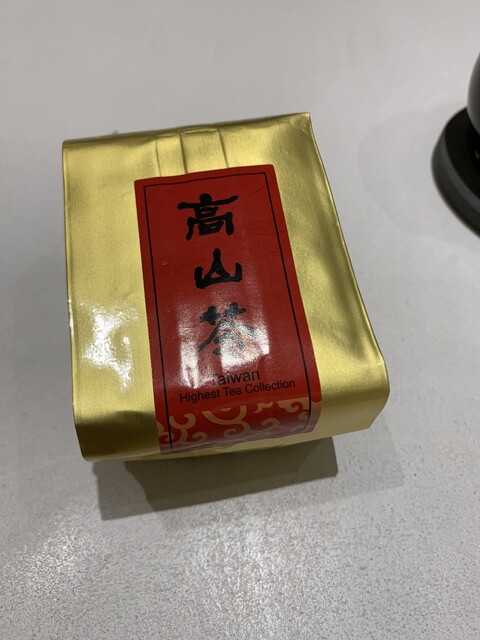 高山茶
Taiwan
Highest Tea Collection